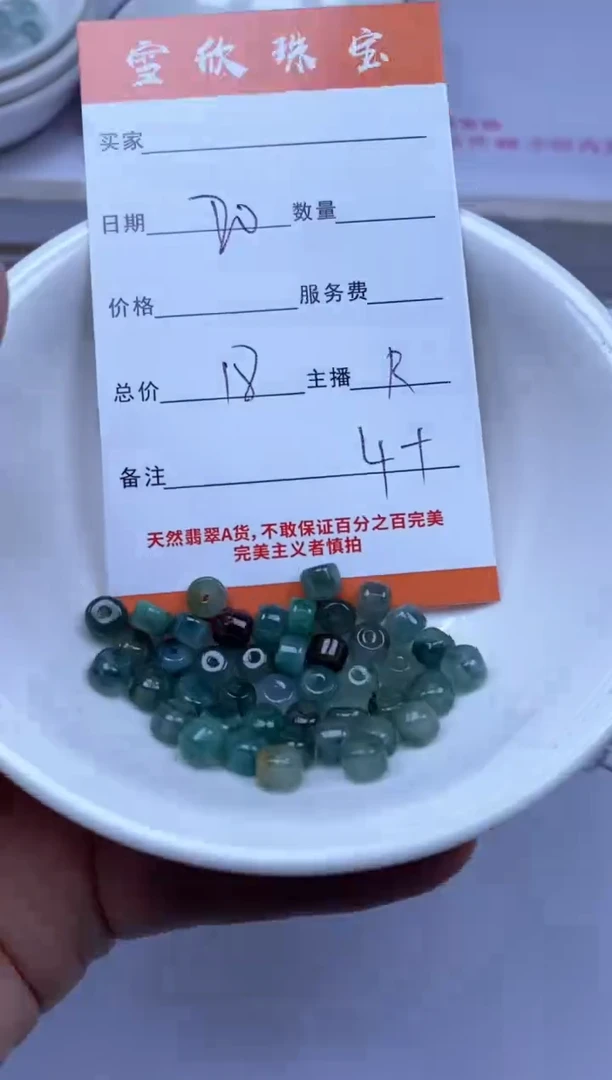 雪欣珠宝
买家
日期 数量
价格 服务费
总价 18 主播 R
备注 4十
天然翡翠A货，不敢保证百分之百完美
完美主义者慎拍